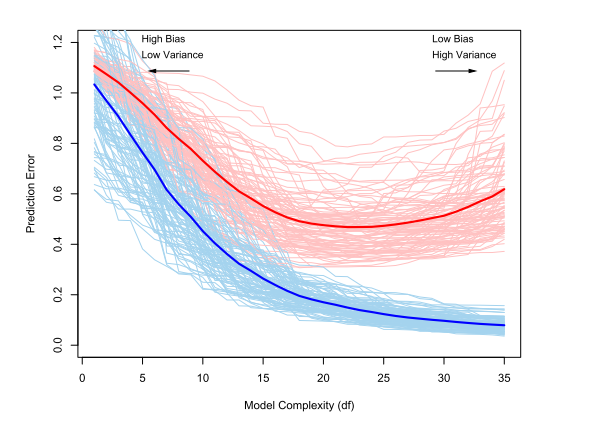 High Bias
Low Variance
Low Bias
High Variance
Prediction Error
0.0 0.2 0.4 0.6 0.8 1.0 1.2
0 5 10 15 20 25 30 35
Model Complexity (df)